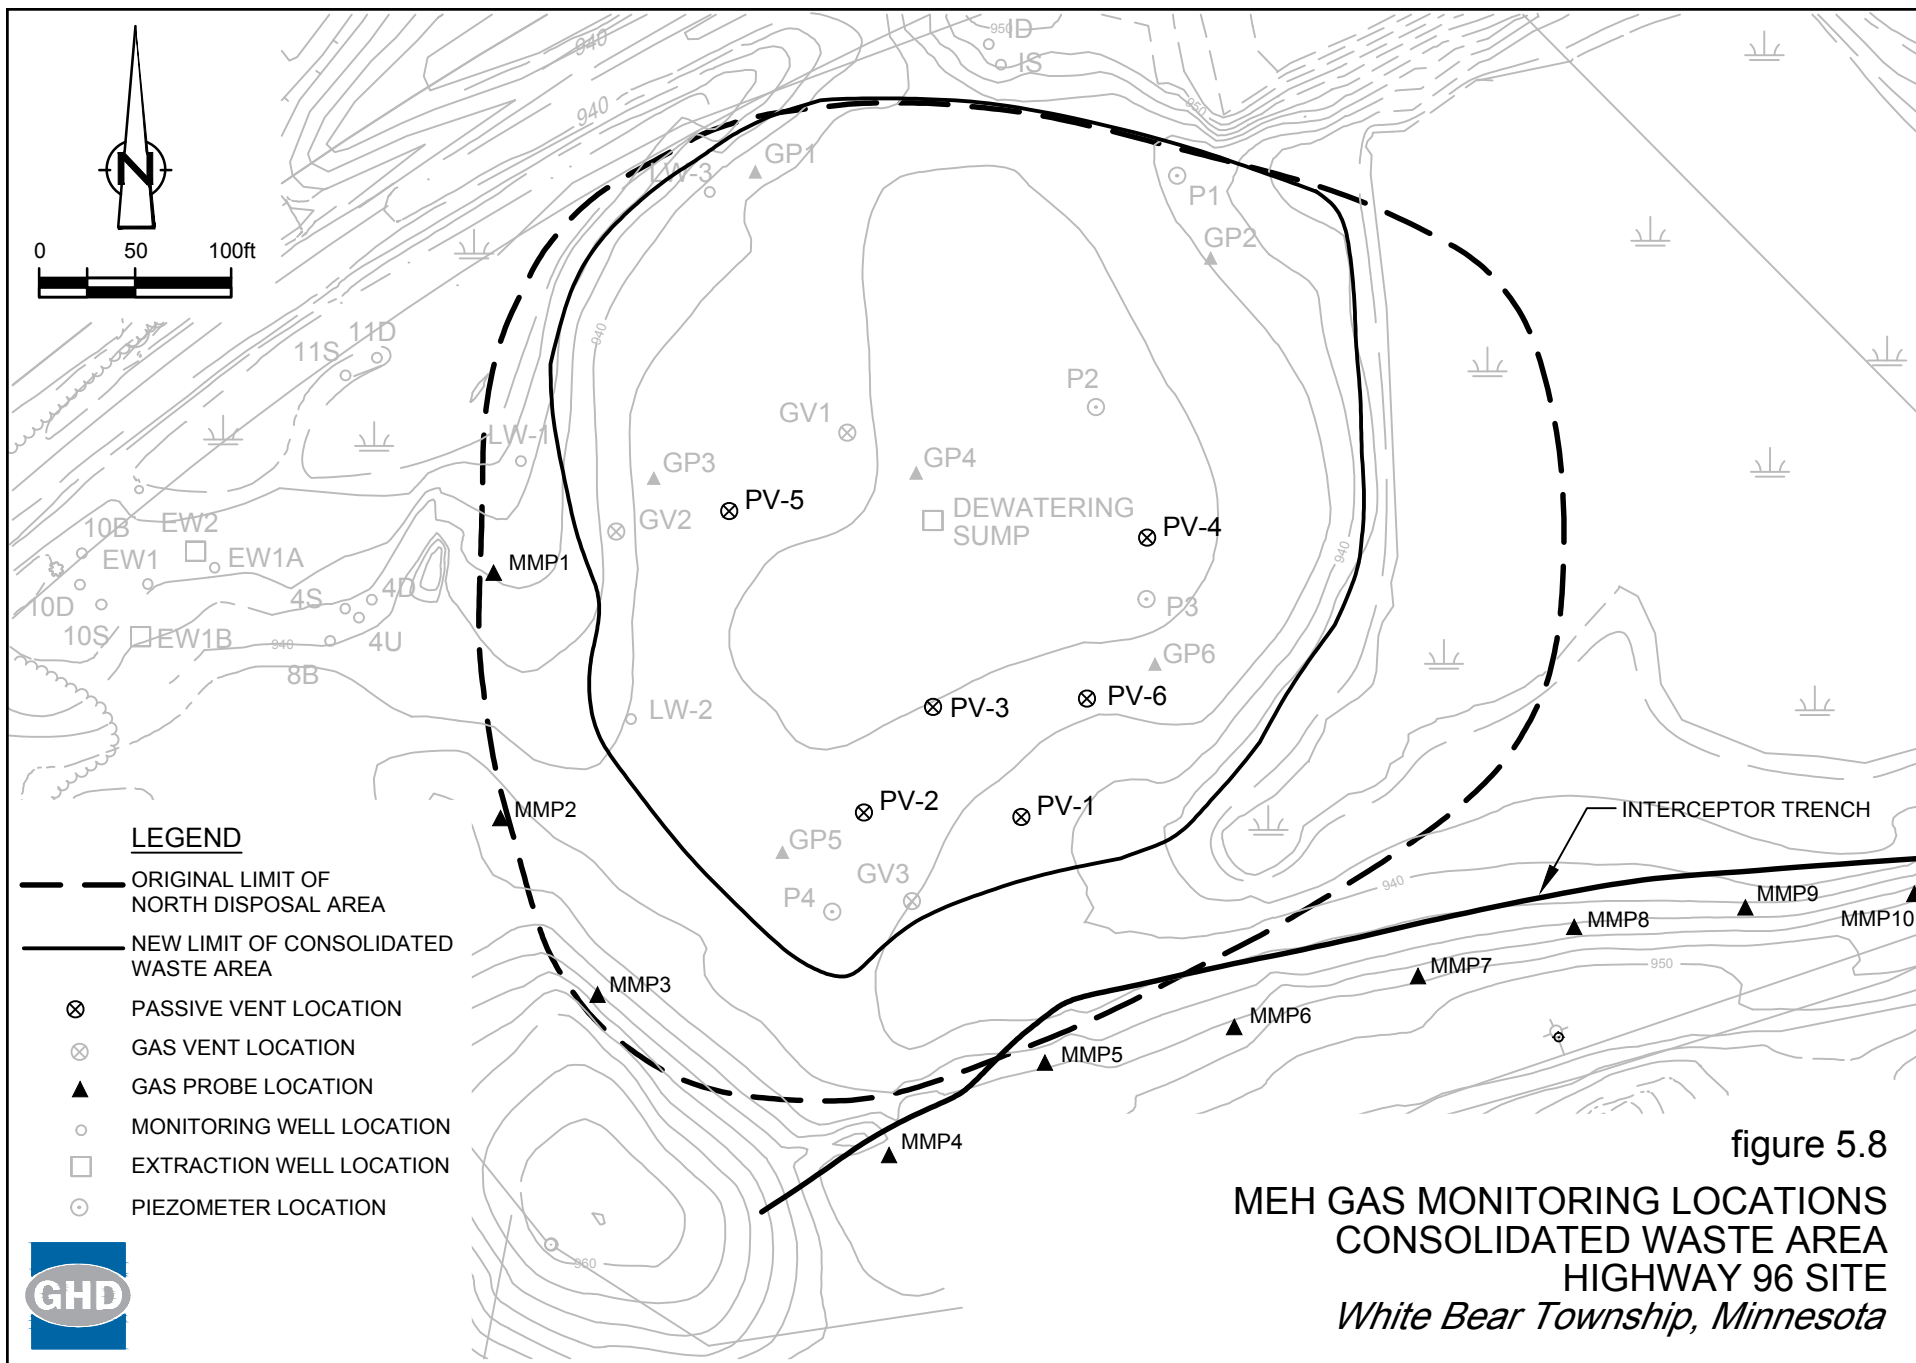 N
0 50 100ft
940
940
950
ID
IS
950
GP1
LW-3
P1
GP2
940
11D
11S
P2
GV1
LW-1
GP3
GP4
PV-5
DEWATERING
SUMP
GV2
PV-4
940
10B
EW2
EW1
EW1A
MMP1
10D
4S
4D
P3
10S
EW1B
940
4U
8B
GP6
LW-2
PV-3
PV-6
PV-2
PV-1
MMP2
GP5
GV3
P4
INTERCEPTOR TRENCH
940
MMP9
MMP8
MMP10
MMP7
950
MMP3
MMP6
MMP5
MMP4
960
LEGEND
ORIGINAL LIMIT OF
NORTH DISPOSAL AREA
NEW LIMIT OF CONSOLIDATED
WASTE AREA
PASSIVE VENT LOCATION
GAS VENT LOCATION
GAS PROBE LOCATION
MONITORING WELL LOCATION
EXTRACTION WELL LOCATION
PIEZOMETER LOCATION
GHD
figure 5.8
MEH GAS MONITORING LOCATIONS
CONSOLIDATED WASTE AREA
HIGHWAY 96 SITE
White Bear Township, Minnesota